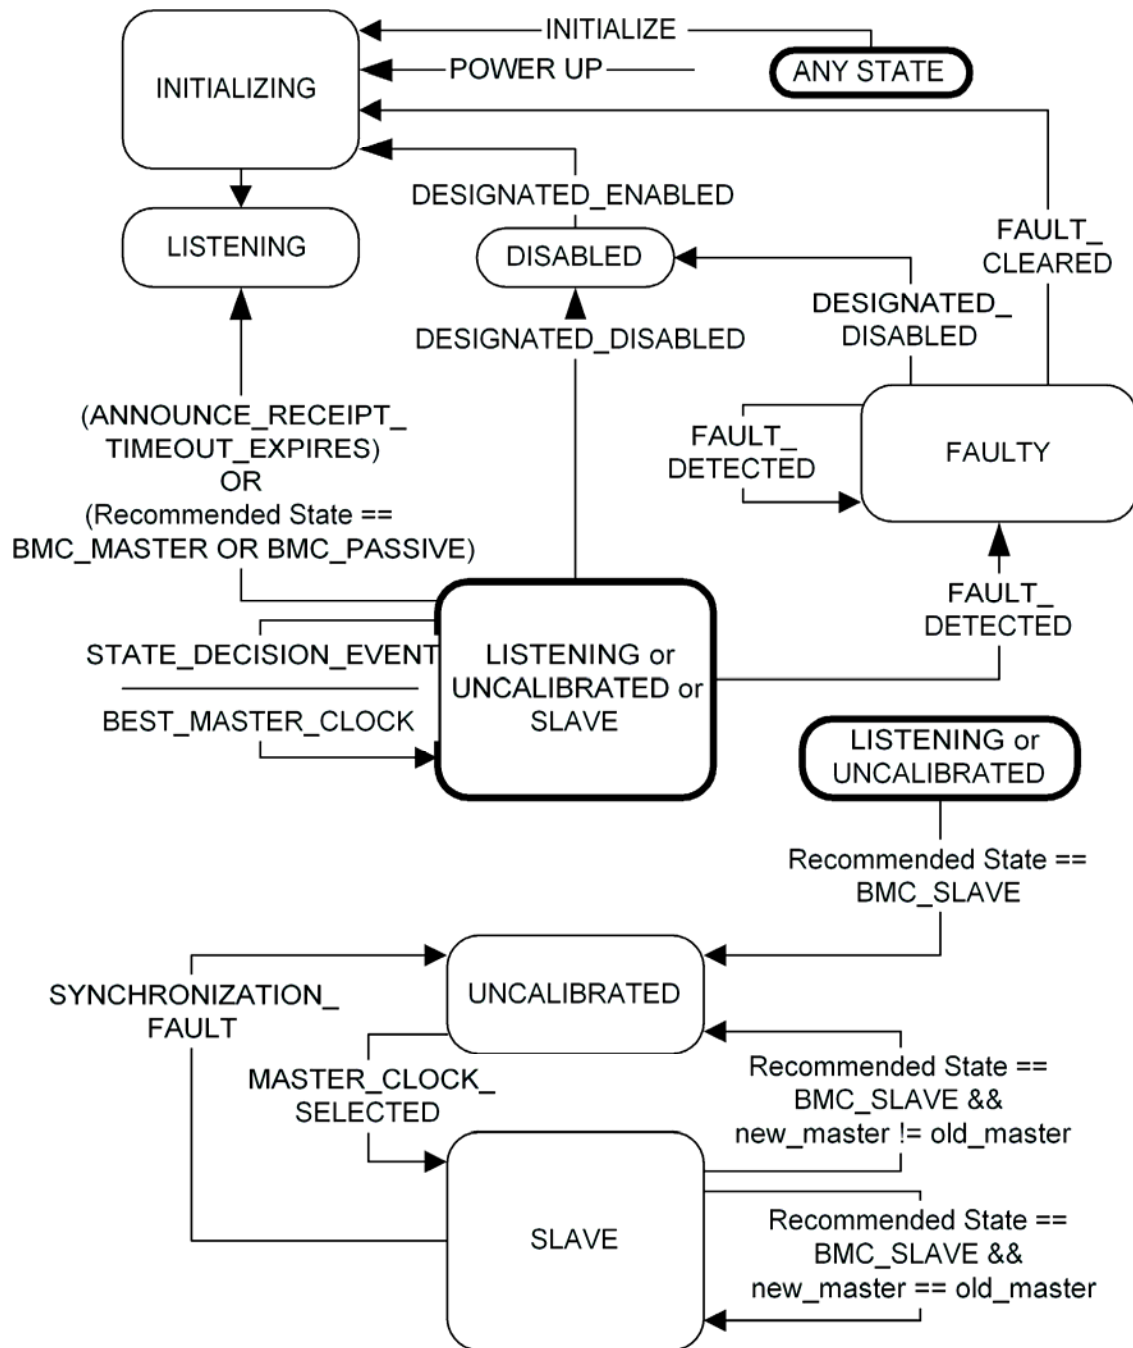 INITIALIZE
POWER UP
ANY STATE
INITIALIZING
DESIGNATED_ENABLED
LISTENING
DISABLED
FAULT_
CLEARED
DESIGNATED_
DISABLED
DESIGNATED_DISABLED
(ANNOUNCE_RECEIPT_
TIMEOUT_EXPIRES)
OR
(Recommended State ==
BMC_MASTER OR BMC_PASSIVE)
FAULT_
DETECTED
FAULTY
FAULT_
DETECTED
STATE_DECISION_EVENT
BEST_MASTER_CLOCK
LISTENING or
UNCALIBRATED or
SLAVE
LISTENING or
UNCALIBRATED
Recommended State ==
BMC_SLAVE
SYNCHRONIZATION_
FAULT
UNCALIBRATED
MASTER_CLOCK_
SELECTED
Recommended State ==
BMC_SLAVE &&
new_master != old_master
SLAVE
Recommended State ==
BMC_SLAVE &&
new_master == old_master